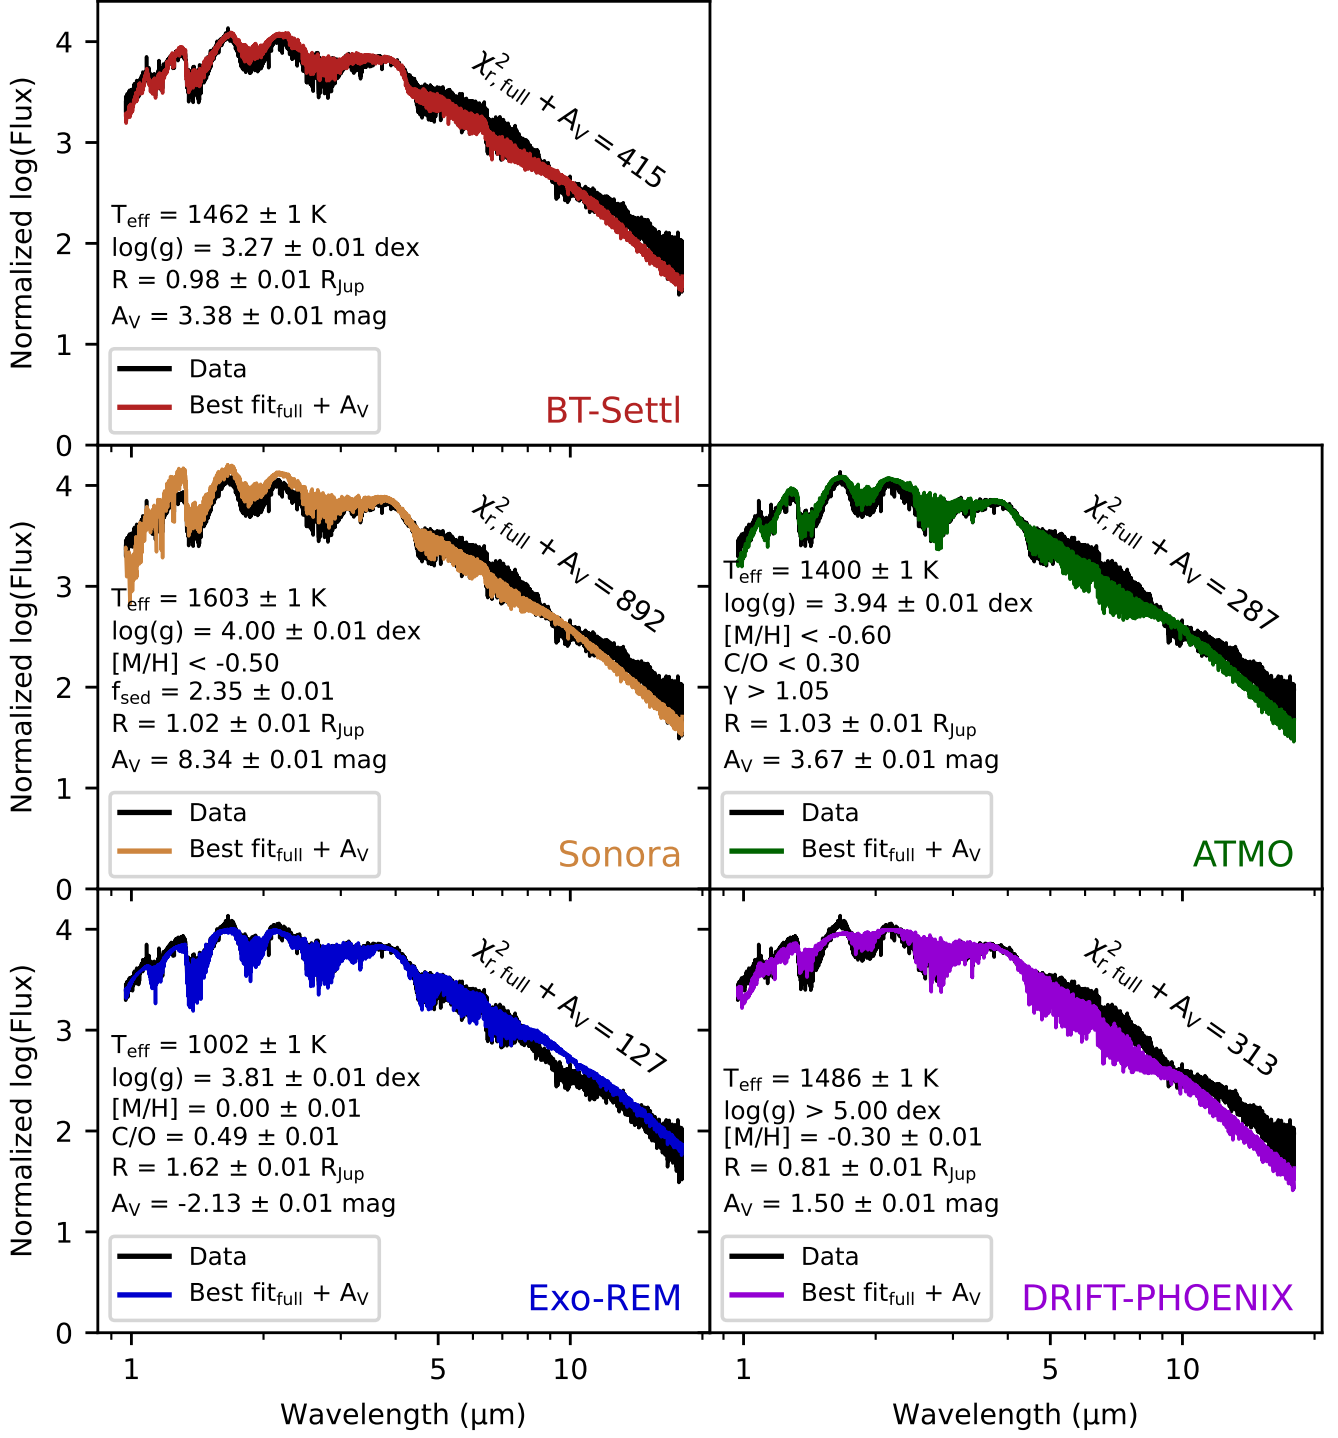 Normalized log(Flux)
4
3
2
1
0
χ²r, full + AV = 415
Teff = 1462 ± 1 K
log(g) = 3.27 ± 0.01 dex
R = 0.98 ± 0.01 RJup
AV = 3.38 ± 0.01 mag
Data
Best fitfull + AV
BT-Settl
Normalized log(Flux)
4
3
2
1
0
χ²r, full + AV = 892
Teff = 1603 ± 1 K
log(g) = 4.00 ± 0.01 dex
[M/H] < -0.50
fsed = 2.35 ± 0.01
R = 1.02 ± 0.01 RJup
AV = 8.34 ± 0.01 mag
Data
Best fitfull + AV
Sonora
χ²r, full + AV = 287
Teff = 1400 ± 1 K
log(g) = 3.94 ± 0.01 dex
[M/H] < -0.60
C/O < 0.30
γ > 1.05
R = 1.03 ± 0.01 RJup
AV = 3.67 ± 0.01 mag
Data
Best fitfull + AV
ATMO
Normalized log(Flux)
4
3
2
1
0
χ²r, full + AV = 127
Teff = 1002 ± 1 K
log(g) = 3.81 ± 0.01 dex
[M/H] = 0.00 ± 0.01
C/O = 0.49 ± 0.01
R = 1.62 ± 0.01 RJup
AV = -2.13 ± 0.01 mag
Data
Best fitfull + AV
Exo-REM
1 5 10
Wavelength (μm)
χ²r, full + AV = 313
Teff = 1486 ± 1 K
log(g) > 5.00 dex
[M/H] = -0.30 ± 0.01
R = 0.81 ± 0.01 RJup
AV = 1.50 ± 0.01 mag
Data
Best fitfull + AV
DRIFT-PHOENIX
1 5 10
Wavelength (μm)